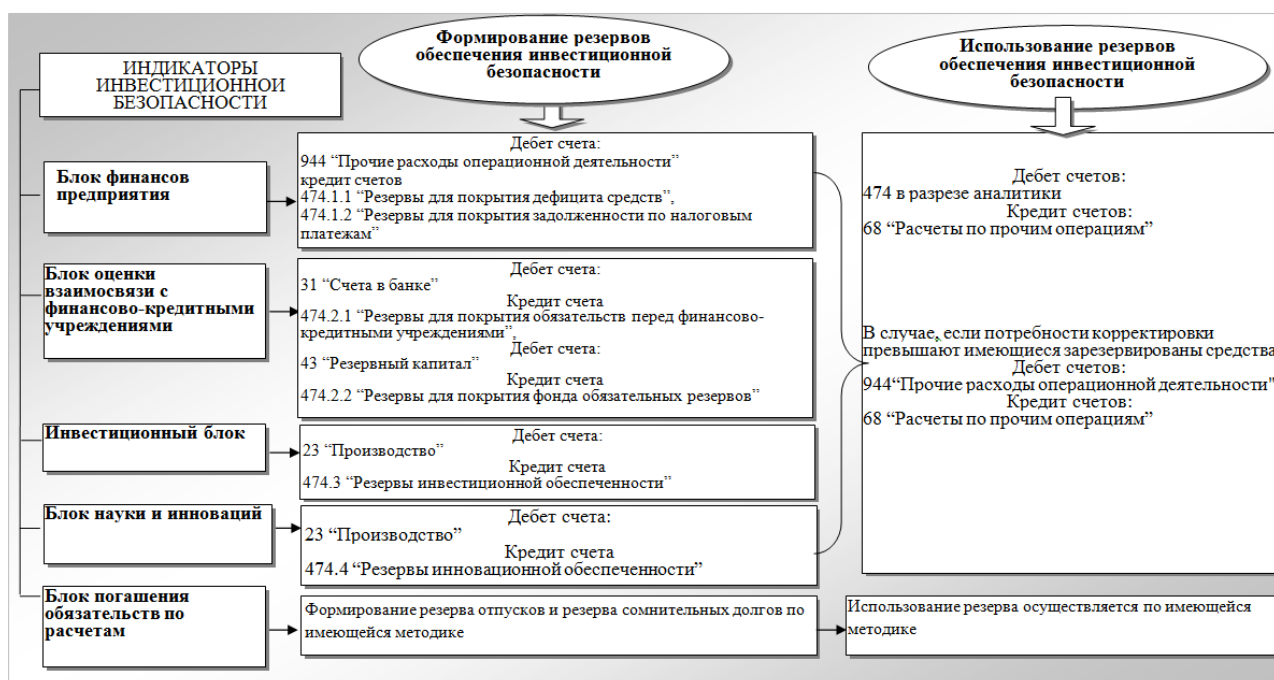 Формирование резервов
обеспечения инвестиционной
безопасности
Использование резервов
обеспечения инвестиционной
безопасности
ИНДИКАТОРЫ
ИНВЕСТИЦИОННОИ
БЕЗОПАСНОСТИ
Блок финансов
предприятия
Дебет счета:
944 “Прочие расходы операционной деятельности”
кредит счетов
474.1.1 “Резервы для покрытия дефицита средств”,
474.1.2 “Резервы для покрытия задолженности по налоговым
платежам”
Блок оценки
взаимосвязи с
финансово-кредитными
учреждениями
Дебет счета:
31 “Счета в банке”
Кредит счета
474.2.1 “Резервы для покрытия обязательств перед финансово-
кредитными учреждениями”,
Дебет счета:
43 “Резервный капитал”
Кредит счета
474.2.2 “Резервы для покрытия фонда обязательных резервов”
Инвестиционный блок
Дебет счета:
23 “Производство”
Кредит счета
474.3 “Резервы инвестиционной обеспеченности”
Блок науки и инноваций
Дебет счета:
23 “Производство”
Кредит счета
474.4 “Резервы инновационной обеспеченности”
Дебет счетов:
474 в разрезе аналитики
Кредит счетов:
68 “Расчеты по прочим операциям”
В случае, если потребности корректировки
превышают имеющиеся зарезервированы средства
Дебет счетов:
944“Прочие расходы операционной деятельности"
Кредит счетов:
68 “Расчеты по прочим операциям”
Блок погашения
обязательств по
расчетам
Формирование резерва отпусков и резерва сомнительных долгов по
имеющейся методике
Использование резерва осуществляется по имеющейся
методике